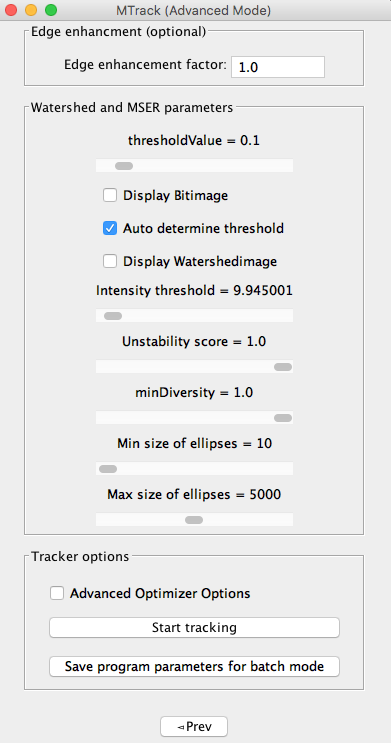 MTrack (Advanced Mode)
Edge enhancment (optional)
Edge enhancement factor: 1.0
Watershed and MSER parameters
thresholdValue = 0.1
Display Bitimage
Auto determine threshold
Display Watershedimage
Intensity threshold = 9.945001
Unstability score = 1.0
minDiversity = 1.0
Min size of ellipses = 10
Max size of ellipses = 5000
Tracker options
Advanced Optimizer Options
Start tracking
Save program parameters for batch mode
Prev